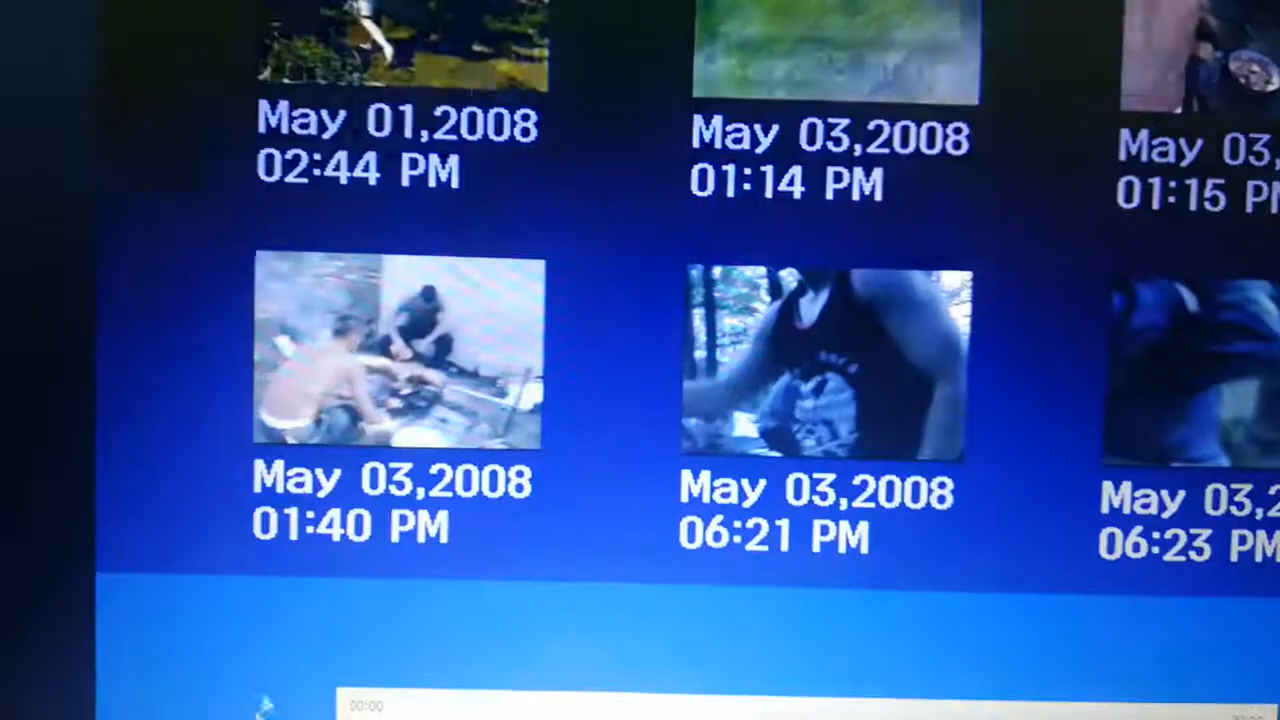 May 01,2008
02:44 PM
May 03,2008
01:14 PM
May 03,
01:15 P
May 03,2008
01:40 PM
May 03,2008
06:21 PM
May 03,2
06:23 PM
00:00